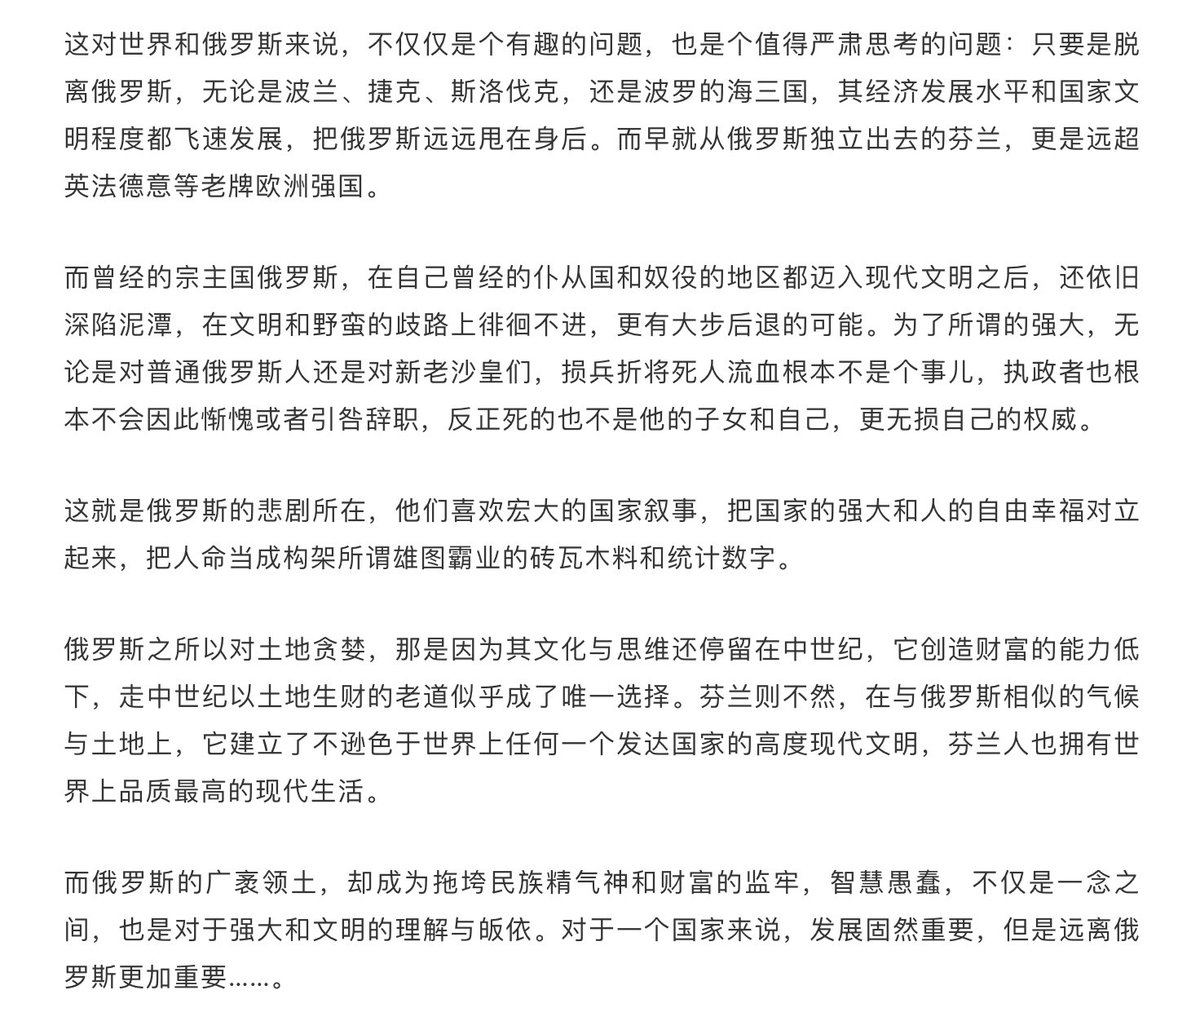 这对世界和俄罗斯来说，不仅仅是个有趣的问题，也是个值得严肃思考的问题：只要是脱
离俄罗斯，无论是波兰、捷克、斯洛伐克，还是波罗的海三国，其经济发展水平和国家文
明程度都飞速发展，把俄罗斯远远甩在身后。而早就从俄罗斯独立出去的芬兰，更是远超
英法德意等老牌欧洲强国。
而曾经的宗主国俄罗斯，在自己曾经的仆从国和奴役的地区都迈入现代文明之后，还依旧
深陷泥潭，在文明和野蛮的歧路上徘徊不进，更有大步后退的可能。为了所谓的强大，无
论是对普通俄罗斯人还是对新老沙皇们，损兵折将死人流血根本不是个事儿，执政者也根
本不会因此惭愧或者引咎辞职，反正死的也不是他的子女和自己，更无损自己的权威。
这就是俄罗斯的悲剧所在，他们喜欢宏大的国家叙事，把国家的强大和人的自由幸福对立
起来，把人命当成构架所谓雄图霸业的砖瓦木料和统计数字。
俄罗斯之所以对土地贪婪，那是因为其文化与思维还停留在中世纪，它创造财富的能力低
下，走中世纪以土地生财的老道似乎成了唯一选择。芬兰则不然，在与俄罗斯相似的气候
与土地上，它建立了不逊色于世界上任何一个发达国家的高度现代文明，芬兰人也拥有世
界上品质最高的现代生活。
而俄罗斯的广袤领土，却成为拖垮民族精气神和财富的监牢，智慧愚蠢，不仅是一念之
间，也是对于强大和文明的理解与皈依。对于一个国家来说，发展固然重要，但是远离俄
罗斯更加重要……。